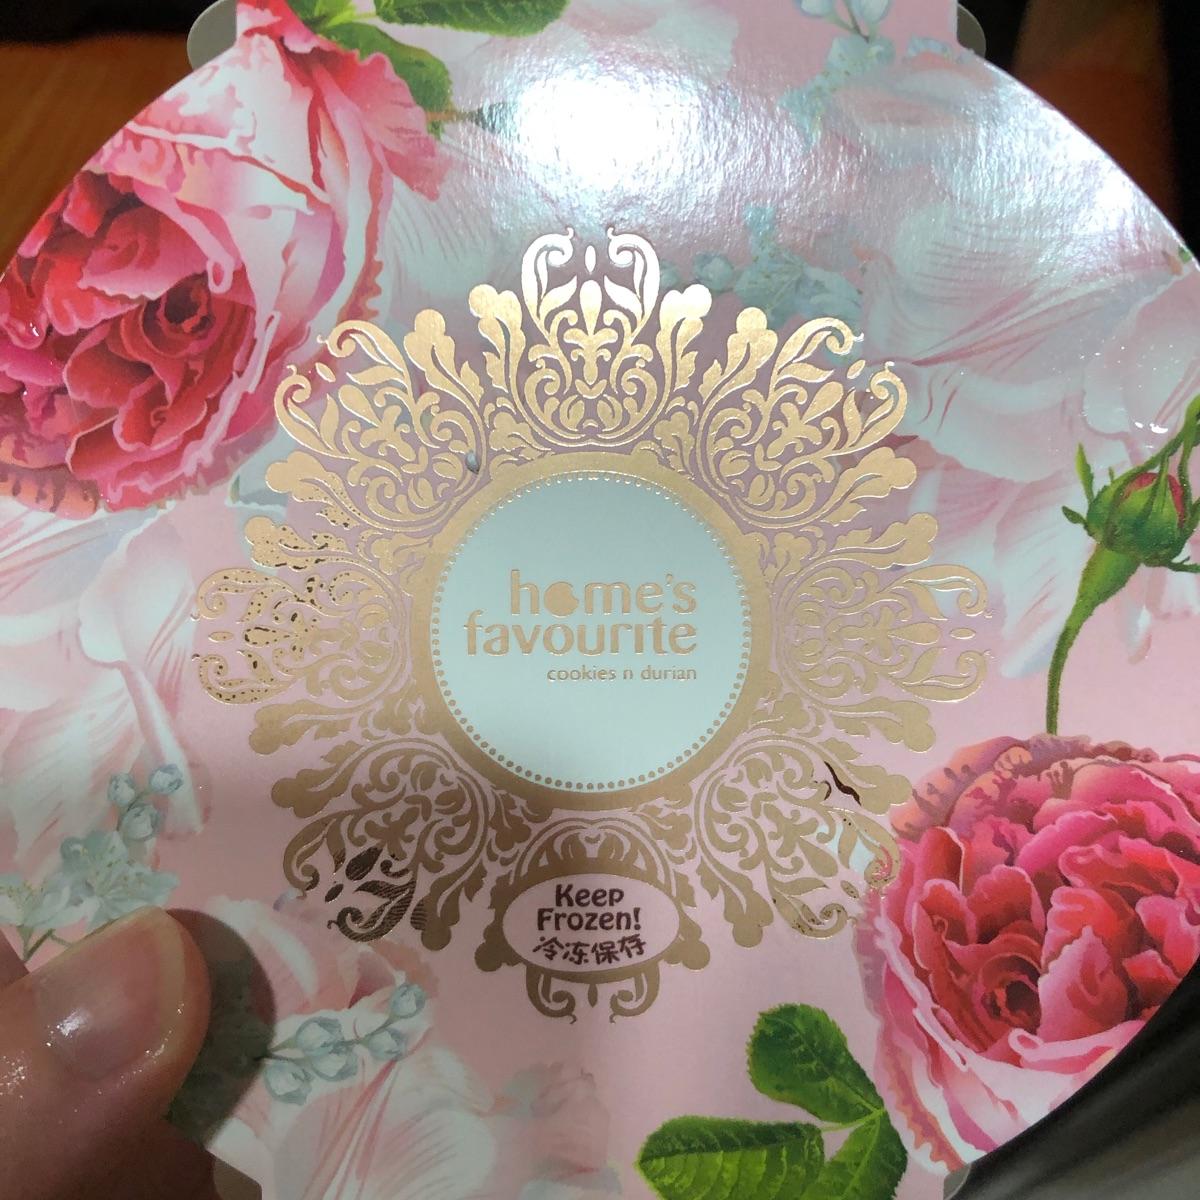 home's
favourite
cookies n durian
Keep
Frozen!
冷冻保存